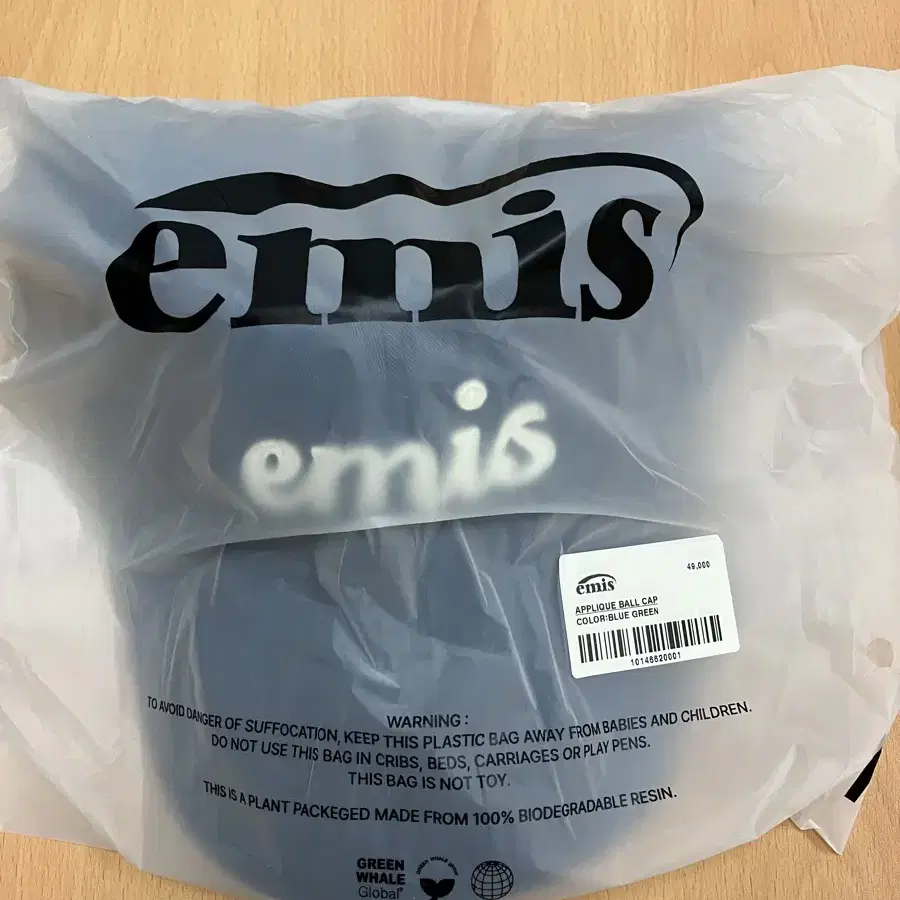 emis
emis
emis
49,000
APPLIQUE BALL CAP
COLOR:BLUE GREEN
10146620001
WARNING :
TO AVOID DANGER OF SUFFOCATION, KEEP THIS PLASTIC BAG AWAY FROM BABIES AND CHILDREN.
DO NOT USE THIS BAG IN CRIBS, BEDS, CARRIAGES OR PLAY PENS.
THIS BAG IS NOT TOY.
THIS IS A PLANT PACKEGED MADE FROM 100% BIODEGRADABLE RESIN.
GREEN
WHALE
Global®